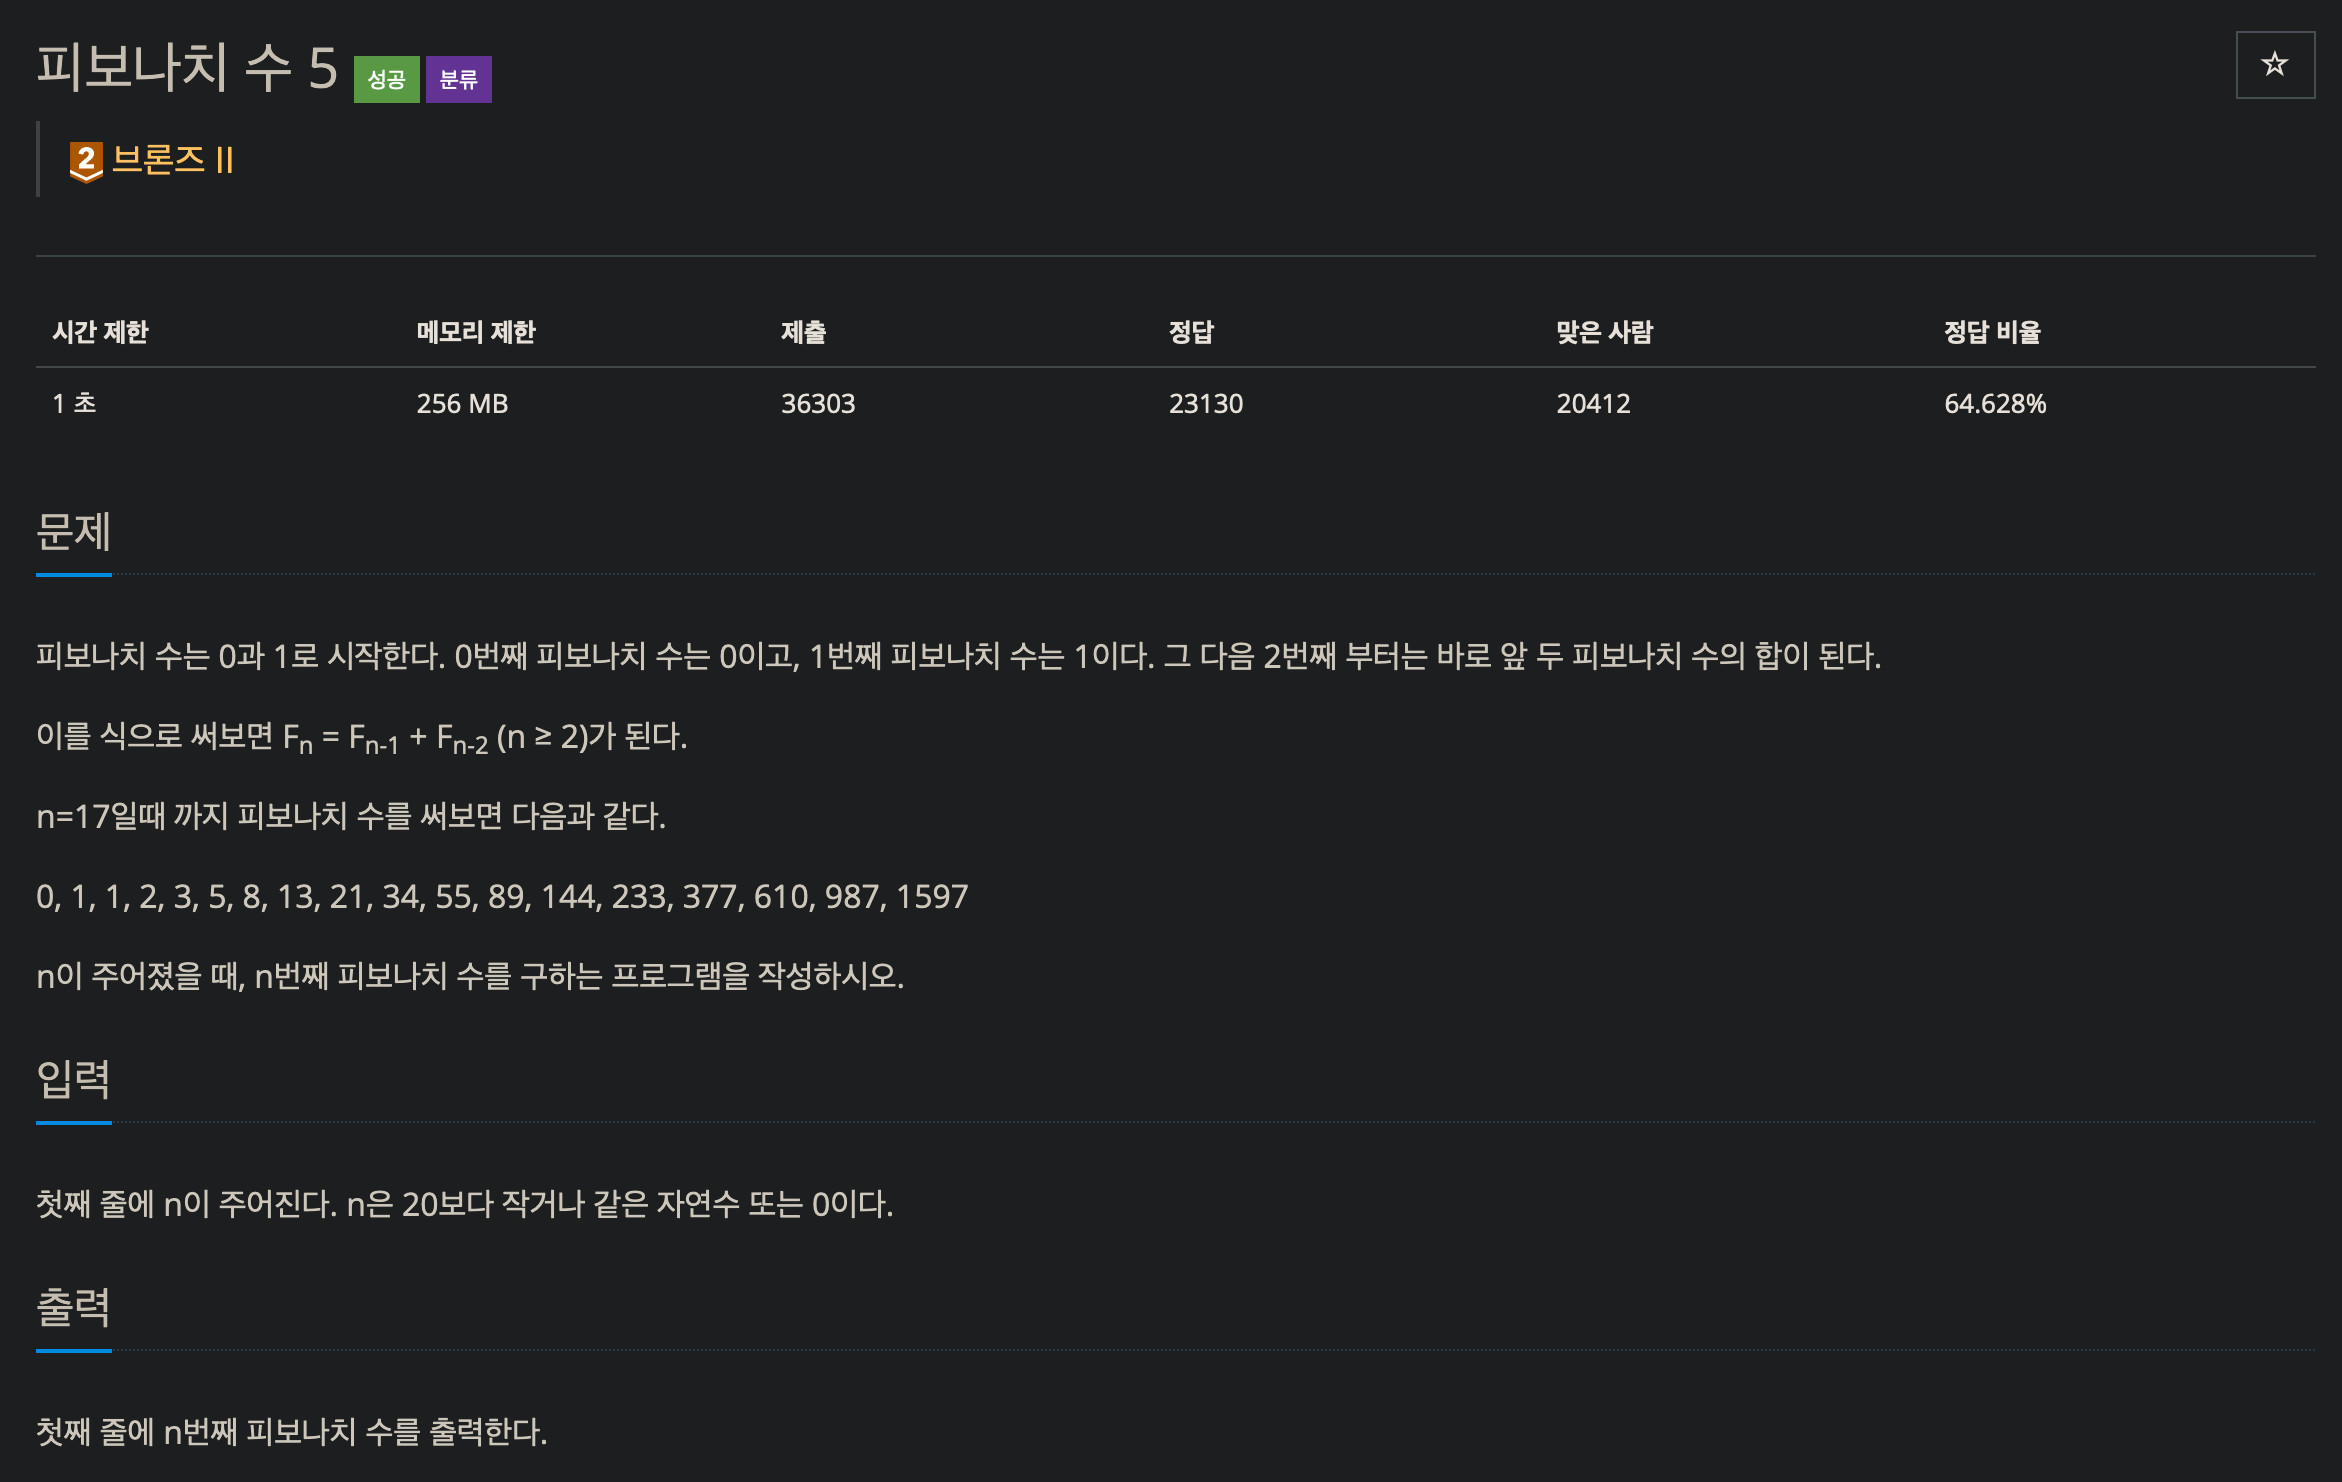 피보나치 수 5 성공 분류
2 브론즈 II
시간 제한 메모리 제한 제출 정답 맞은 사람 정답 비율
1 초 256 MB 36303 23130 20412 64.628%
문제
피보나치 수는 0과 1로 시작한다. 0번째 피보나치 수는 0이고, 1번째 피보나치 수는 1이다. 그 다음 2번째 부터는 바로 앞 두 피보나치 수의 합이 된다.
이를 식으로 써보면 Fn = Fn-1 + Fn-2 (n ≥ 2)가 된다.
n=17일때 까지 피보나치 수를 써보면 다음과 같다.
0, 1, 1, 2, 3, 5, 8, 13, 21, 34, 55, 89, 144, 233, 377, 610, 987, 1597
n이 주어졌을 때, n번째 피보나치 수를 구하는 프로그램을 작성하시오.
입력
첫째 줄에 n이 주어진다. n은 20보다 작거나 같은 자연수 또는 0이다.
출력
첫째 줄에 n번째 피보나치 수를 출력한다.